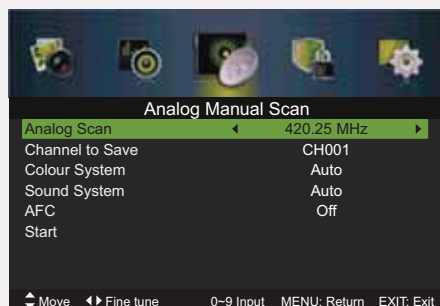 Analog Manual Scan
Analog Scan 420.25 MHz
Channel to Save CH001
Colour System Auto
Sound System Auto
AFC Off
Start
Move Fine tune 0~9 Input MENU: Return EXIT: Exit